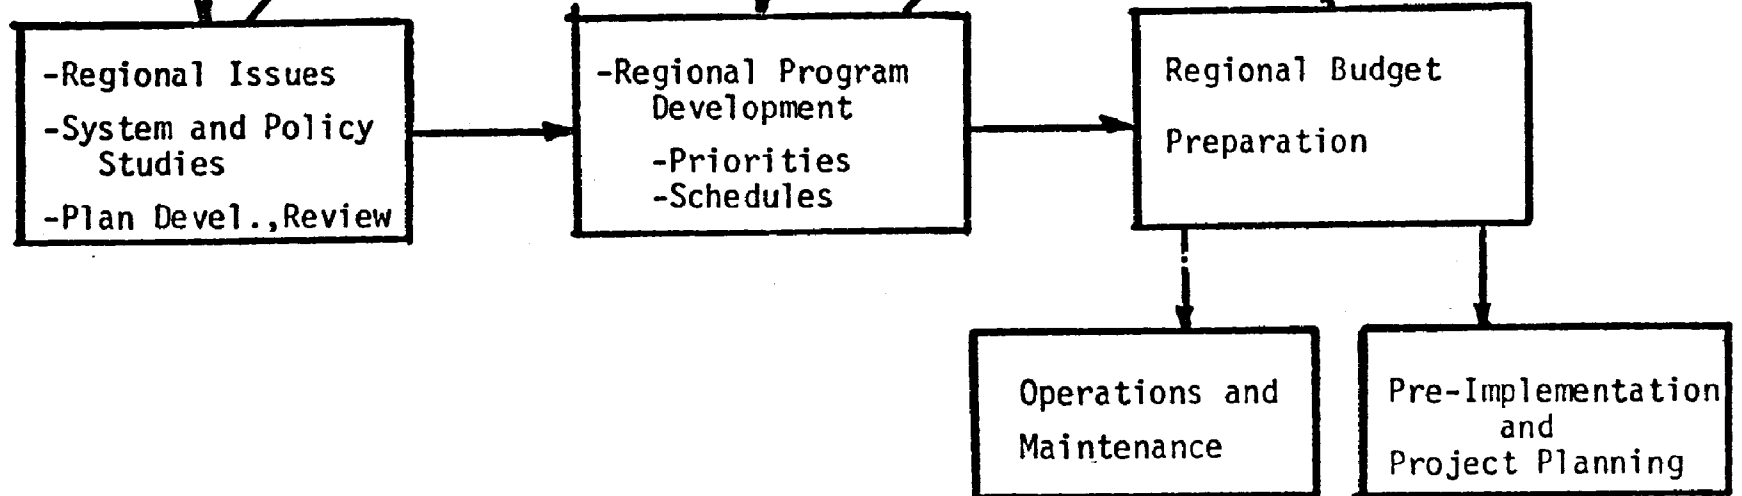 -Regional Issues
-System and Policy
Studies
-Plan Devel.,Review
-Regional Program
Development
-Priorities
-Schedules
Regional Budget
Preparation
Operations and
Maintenance
Pre-Implementation
and
Project Planning